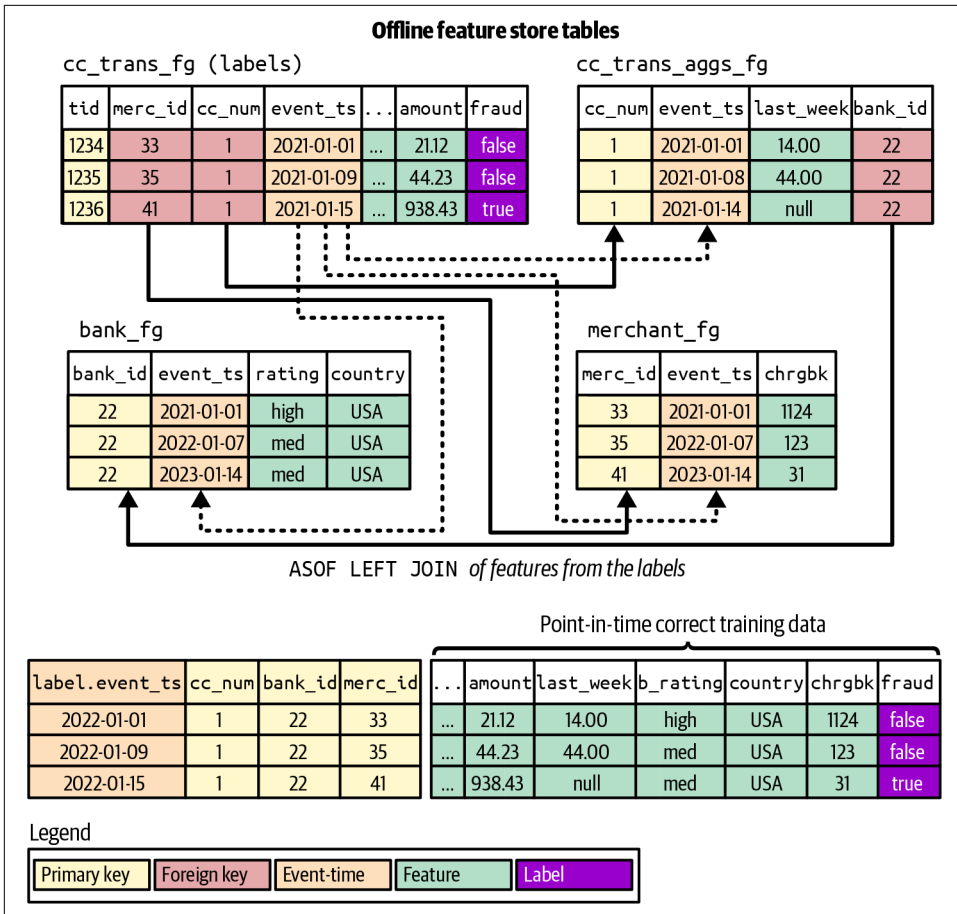 Offline feature store tables
cc_trans_fg (labels)
tid merc_id cc_num event_ts ... amount fraud
1234 33 1 2021-01-01 ... 21.12 false
1235 35 1 2021-01-09 ... 44.23 false
1236 41 1 2021-01-15 ... 938.43 true
cc_trans_aggs_fg
cc_num event_ts last_week bank_id
1 2021-01-01 14.00 22
1 2021-01-08 44.00 22
1 2021-01-14 null 22
bank_fg
bank_id event_ts rating country
22 2021-01-01 high USA
22 2022-01-07 med USA
22 2023-01-14 med USA
merchant_fg
merc_id event_ts chrgbk
33 2021-01-01 1124
35 2022-01-07 123
41 2023-01-14 31
ASOF LEFT JOIN of features from the labels
Point-in-time correct training data
label.event_ts cc_num bank_id merc_id ... amount last_week b_rating country chrgbk fraud
2022-01-01 1 22 33 ... 21.12 14.00 high USA 1124 false
2022-01-09 1 22 35 ... 44.23 44.00 med USA 123 false
2022-01-15 1 22 41 ... 938.43 null med USA 31 true
Legend
Primary key Foreign key Event-time Feature Label